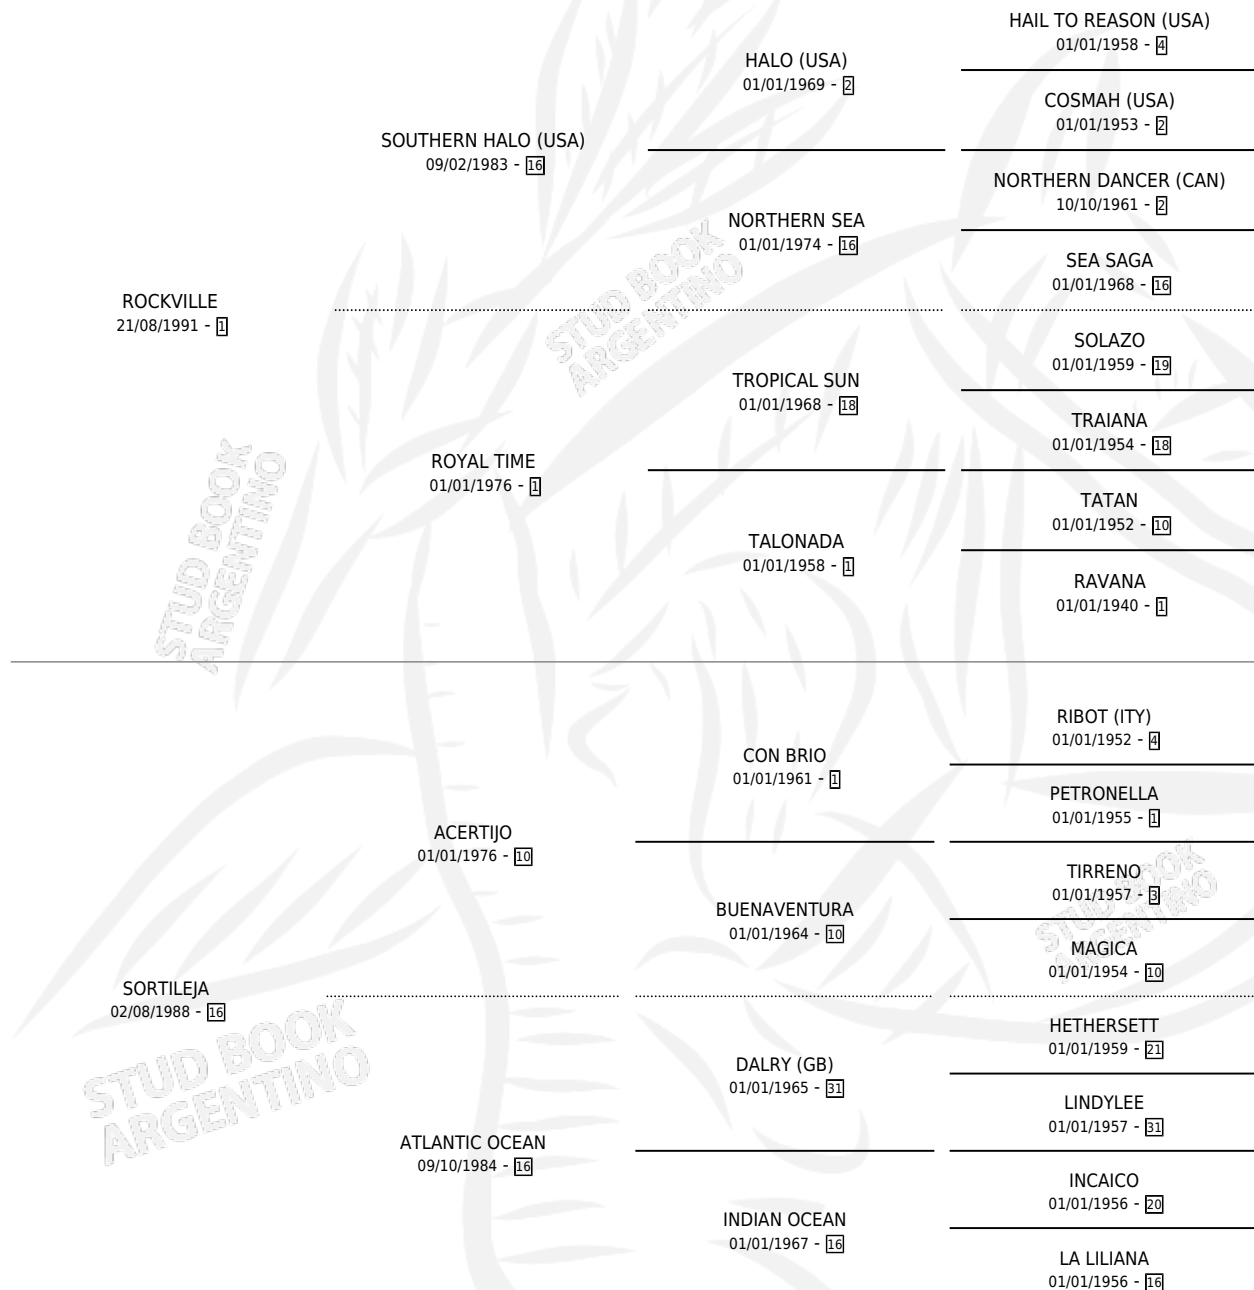 HAIL TO REASON (USA)
01/01/1958 - 4
HALO (USA)
01/01/1969 - 2
COSMAH (USA)
01/01/1953 - 2
SOUTHERN HALO (USA)
09/02/1983 - 16
NORTHERN DANCER (CAN)
10/10/1961 - 2
NORTHERN SEA
01/01/1974 - 16
SEA SAGA
01/01/1968 - 16
ROCKVILLE
21/08/1991 - 1
SOLAZO
01/01/1959 - 19
TROPICAL SUN
01/01/1968 - 18
TRAIANA
01/01/1954 - 18
ROYAL TIME
01/01/1976 - 1
TATAN
01/01/1952 - 10
TALONADA
01/01/1958 - 1
RAVANA
01/01/1940 - 1
RIBOT (ITY)
01/01/1952 - 4
CON BRIO
01/01/1961 - 1
PETRONELLA
01/01/1955 - 1
ACERTIJO
01/01/1976 - 10
TIRRENO
01/01/1957 - 3
BUENAVENTURA
01/01/1964 - 10
MAGICA
01/01/1954 - 10
SORTILEJA
02/08/1988 - 16
HETHERSETT
01/01/1959 - 21
DALRY (GB)
01/01/1965 - 31
LINDYLEE
01/01/1957 - 31
ATLANTIC OCEAN
09/10/1984 - 16
INCAICO
01/01/1956 - 20
INDIAN OCEAN
01/01/1967 - 16
LA LILIANA
01/01/1956 - 16
STUD BOOK
ARGENTINO
STUD BOOK
ARGENTINO
STUD BOOK
ARGENTINO
STUD BOOK
ARGENTINO